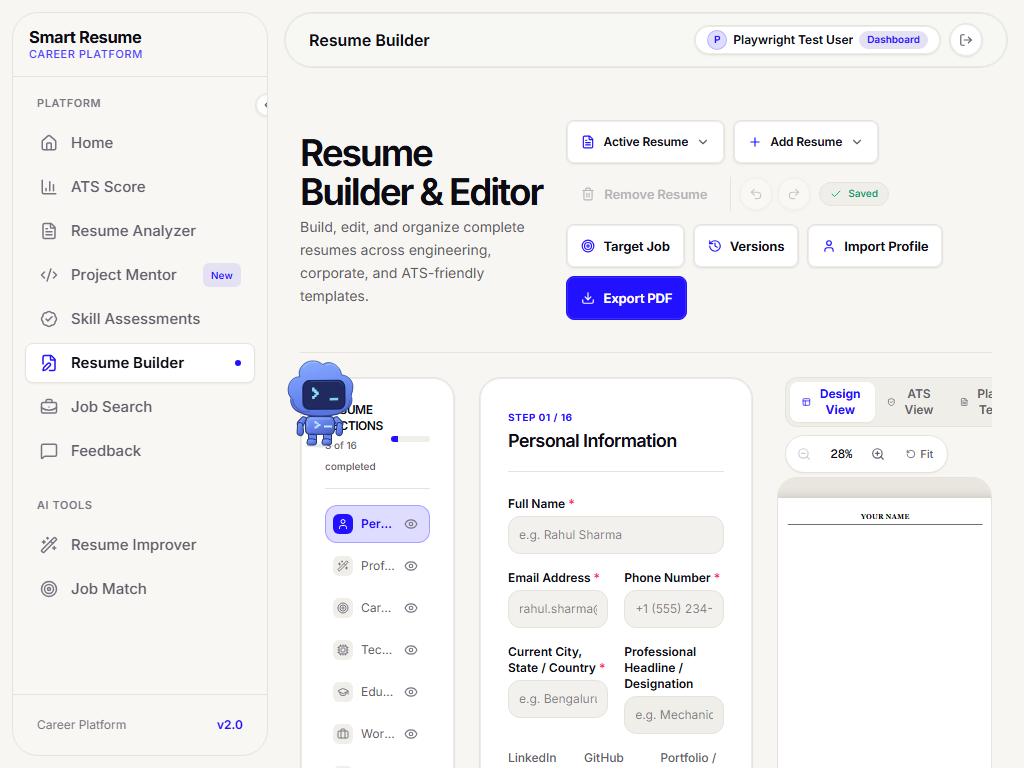 Smart Resume
CAREER PLATFORM
PLATFORM
Home
ATS Score
Resume Analyzer
Project Mentor New
Skill Assessments
Resume Builder
Job Search
Feedback
AI TOOLS
Resume Improver
Job Match
Career Platform v2.0
Resume Builder
P Playwright Test User Dashboard
Resume
Builder & Editor
Build, edit, and organize complete
resumes across engineering,
corporate, and ATS-friendly
templates.
Active Resume
Add Resume
Remove Resume
Saved
Target Job
Versions
Import Profile
Export PDF
3 of 16
completed
Per...
Prof...
Car...
Tec...
Edu...
Wor...
STEP 01 / 16
Personal Information
Full Name *
e.g. Rahul Sharma
Email Address *
rahul.sharma@
Phone Number *
+1 (555) 234-
Current City,
State / Country *
e.g. Bengaluru
Professional
Headline /
Designation
e.g. Mechanic
LinkedIn
GitHub
Portfolio /
Design
View
ATS
View
28%
Fit
YOUR NAME